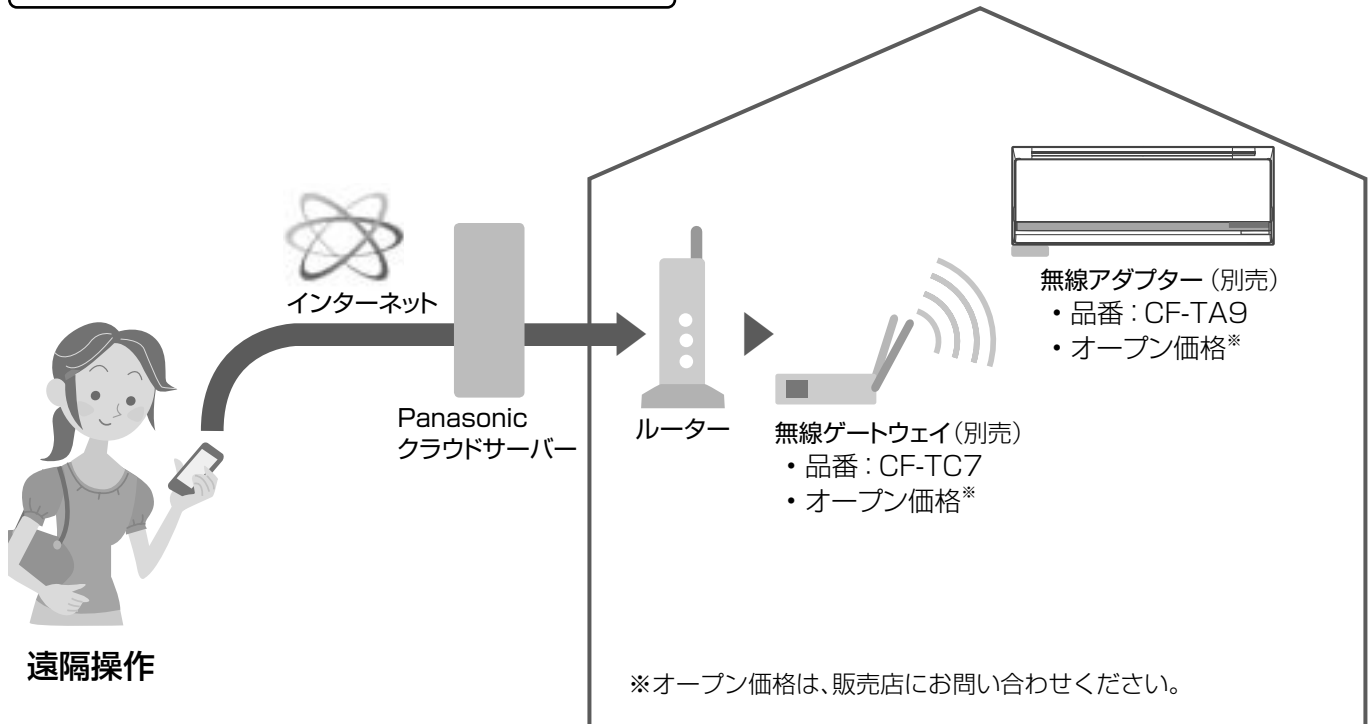 インターネット
Panasonic
クラウドサーバー
遠隔操作
ルーター
無線ゲートウェイ(別売)
・品番：CF-TC7
・オープン価格※
無線アダプター(別売)
・品番：CF-TA9
・オープン価格※
※オープン価格は、販売店にお問い合わせください。